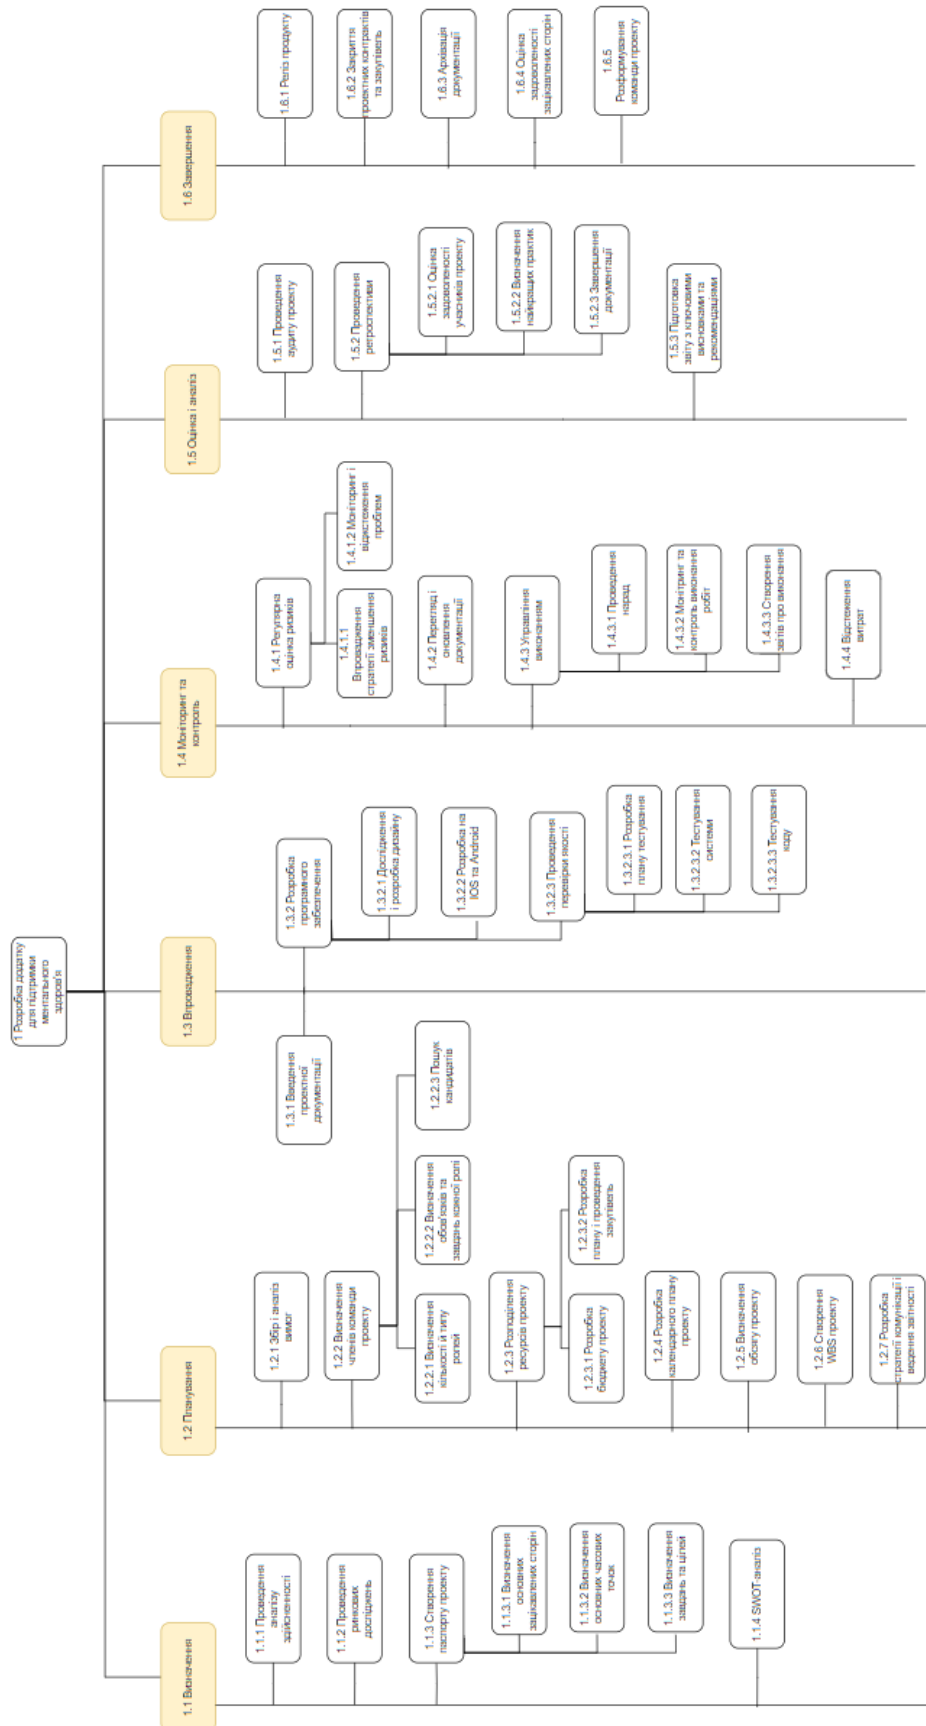 1 Розробка додатку
для підтримки
ментального
здоров'я
1.1 Визначення
1.1.1 Проведення
аналізу
здійсненності
1.1.2 Проведення
ринкових
досліджень
1.1.3 Створення
паспорту проекту
1.1.3.1 Визначення
основних
зацікавлених сторін
1.1.3.2 Визначення
основних часових
точок
1.1.3.3 Визначення
завдань та цілей
1.1.4 SWOT-аналіз
1.2 Планування
1.2.1 Збір і аналіз
вимог
1.2.2 Визначення
членів команди
проекту
1.2.2.1 Визначення
кількості й типу
ролей
1.2.2.2 Визначення
обов'язків та
завдань кожної ролі
1.2.2.3 Пошук
кандидатів
1.2.3 Розподілення
ресурсів проекту
1.2.3.1 Розробка
бюджету проекту
1.2.3.2 Розробка
плану і проведення
закупівель
1.2.4 Розробка
календарного плану
проекту
1.2.5 Визначення
обсягу проекту
1.2.6 Створення
WBS проекту
1.2.7 Розробка
стратегії комунікації і
ведення звітності
1.3 Впровадження
1.3.1 Введення
проектної
документації
1.3.2 Розробка
програмного
забезпечення
1.3.2.1 Дослідження
і розробка дизайну
1.3.2.2 Розробка на
IOS та Android
1.3.2.3 Проведення
перевірки якості
1.3.2.3.1 Розробка
плану тестування
1.3.2.3.2 Тестування
системи
1.3.2.3.3 Тестування
коду
1.4 Моніторинг та
контроль
1.4.1 Регулярна
оцінка ризиків
1.4.1.1
Впровадження
стратегії зменшення
ризиків
1.4.1.2 Моніторинг і
віджстеження
проблем
1.4.2 Перегляд і
оновлення
документації
1.4.3 Управління
виконанням
1.4.3.1 Проведення
нарад
1.4.3.2 Монітринг та
контроль виконання
робіт
1.4.3.3 Створення
звітів про виконання
1.4.4 Відстеження
витрат
1.5 Оцінка і аналіз
1.5.1 Проведення
аудиту проекту
1.5.2 Проведення
ретроспективи
1.5.2.1 Оцінка
задоволеності
учасників проекту
1.5.2.2 Визначення
найкращих практик
1.5.2.3 Завершення
документації
1.5.3 Підготовка
звіту з ключовими
висновками та
рекомендаціями
1.6 Завершення
1.6.1 Реліз продукту
1.6.2 Закриття
проектних контрактів
та закупівель
1.6.3 Архівація
документації
1.6.4 Оцінка
задоволеності
зацікавлених сторін
1.6.5
Розформування
команди проекту